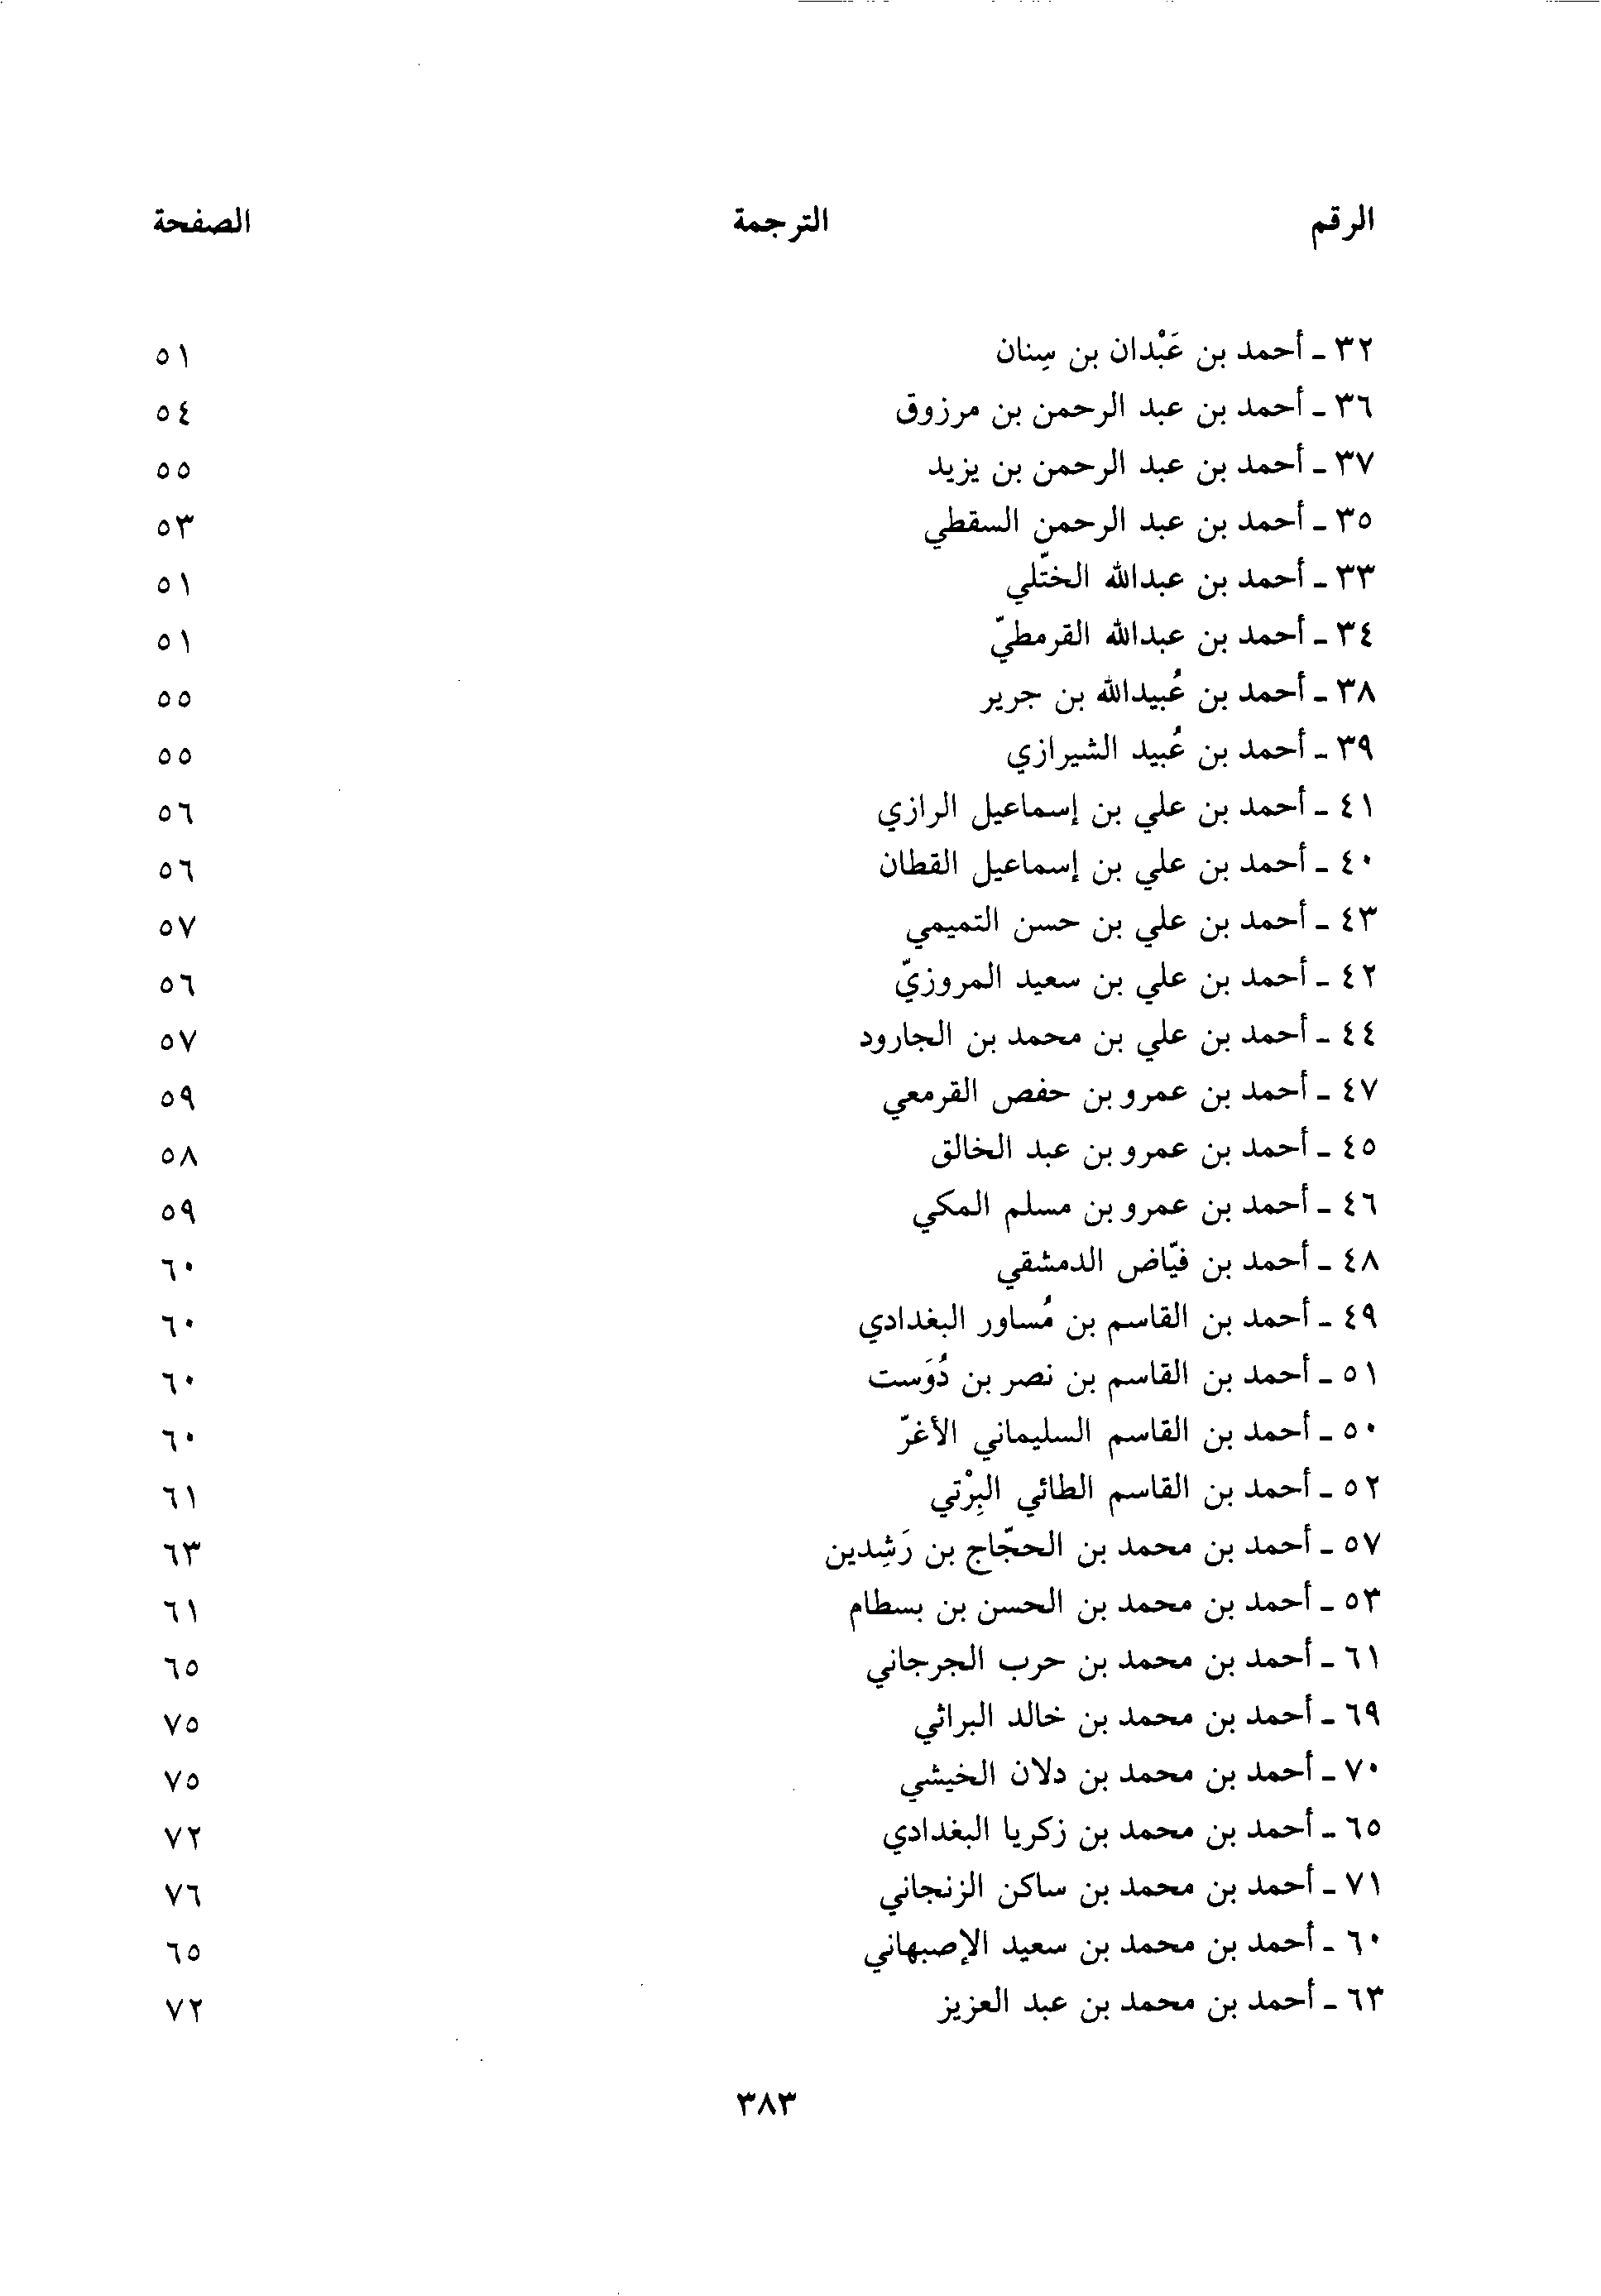 الرقم الترجمة الصفحة
٣٢ ـ أحمد بن عَبْدان بن سِنان ٥١
٣٦ ـ أحمد بن عبد الرحمن بن مرزوق ٥٤
٣٧ ـ أحمد بن عبد الرحمن بن يزيد ٥٥
٣٥ ـ أحمد بن عبد الرحمن السقطي ٥٣
٣٣ ـ أحمد بن عبدالله الختّلي ٥١
٣٤ ـ أحمد بن عبدالله القرمطيّ ٥١
٣٨ ـ أحمد بن عُبيدالله بن جرير ٥٥
٣٩ ـ أحمد بن عُبيد الشيرازي ٥٥
٤١ ـ أحمد بن علي بن إسماعيل الرازي ٥٦
٤٠ ـ أحمد بن علي بن إسماعيل القطان ٥٦
٤٣ ـ أحمد بن علي بن حسن التميمي ٥٧
٤٢ ـ أحمد بن علي بن سعيد المروزيّ ٥٦
٤٤ ـ أحمد بن علي بن محمد بن الجارود ٥٧
٤٧ ـ أحمد بن عمرو بن حفص القرمعي ٥٩
٤٥ ـ أحمد بن عمرو بن عبد الخالق ٥٨
٤٦ ـ أحمد بن عمرو بن مسلم المكي ٥٩
٤٨ ـ أحمد بن فيّاض الدمشقي ٦٠
٤٩ ـ أحمد بن القاسم بن مُساور البغدادي ٦٠
٥١ ـ أحمد بن القاسم بن نصر بن دُوَست ٦٠
٥٠ ـ أحمد بن القاسم السليماني الأغرّ ٦٠
٥٢ ـ أحمد بن القاسم الطائي البِرْتي ٦١
٥٧ ـ أحمد بن محمد بن الحجّاج بن رَشِدين ٦٣
٥٣ ـ أحمد بن محمد بن الحسن بن بسطام ٦١
٦١ ـ أحمد بن محمد بن حرب الجرجاني ٦٥
٦٩ ـ أحمد بن محمد بن خالد البراثي ٧٥
٧٠ ـ أحمد بن محمد بن دلان الخيشي ٧٥
٦٥ ـ أحمد بن محمد بن زكريا البغدادي ٧٢
٧١ ـ أحمد بن محمد بن ساكن الزنجاني ٧٦
٦٠ ـ أحمد بن محمد بن سعيد الإصبهاني ٦٥
٦٣ ـ أحمد بن محمد بن عبد العزيز ٧٢
٣٨٣